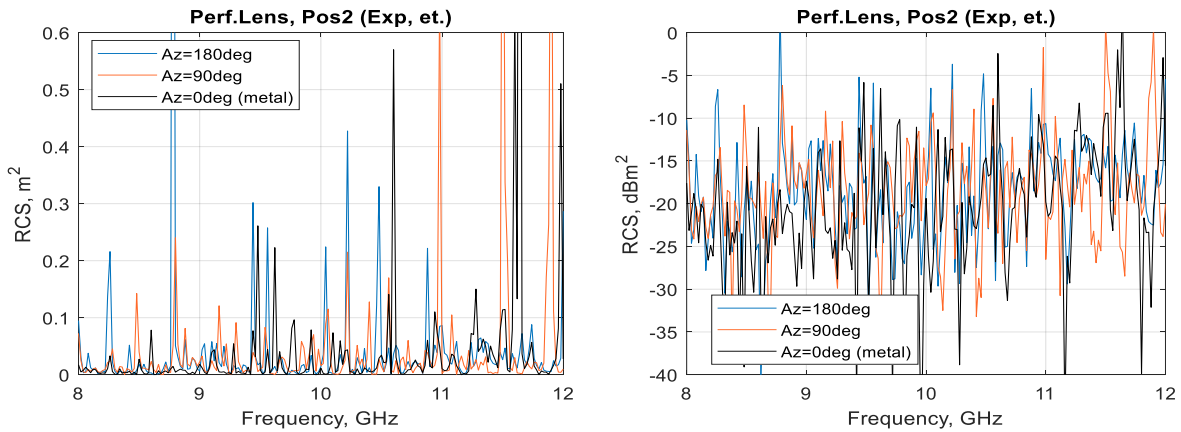 Perf.Lens, Pos2 (Exp, et.)
0.6
0.5
0.4
0.3
0.2
0.1
0
RCS, m²
Az=180deg
Az=90deg
Az=0deg (metal)
8 9 10 11 12
Frequency, GHz
Perf.Lens, Pos2 (Exp, et.)
0
-5
-10
-15
-20
-25
-30
-35
-40
RCS, dBm²
Az=180deg
Az=90deg
Az=0deg (metal)
8 9 10 11 12
Frequency, GHz